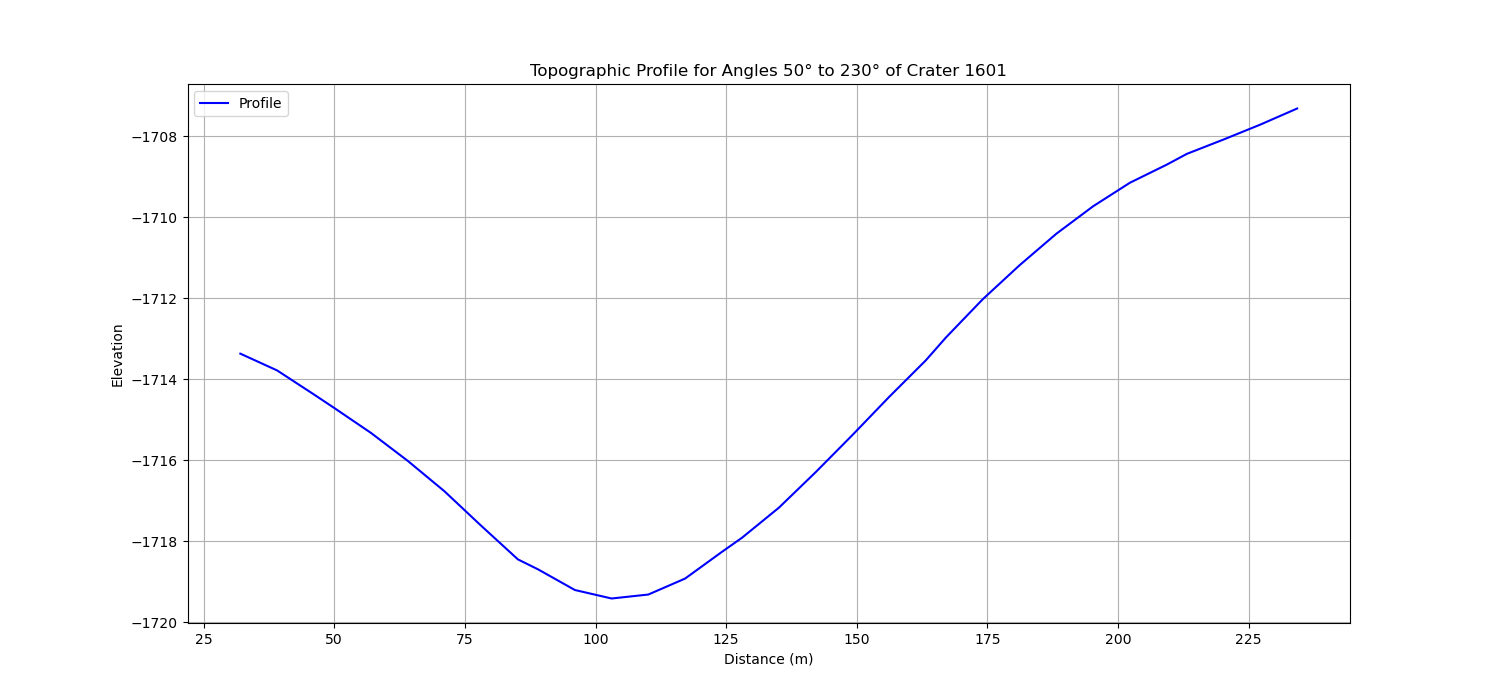 Topographic Profile for Angles 50° to 230° of Crater 1601
Profile
−1708
−1710
−1712
−1714
−1716
−1718
−1720
Elevation
25 50 75 100 125 150 175 200 225
Distance (m)